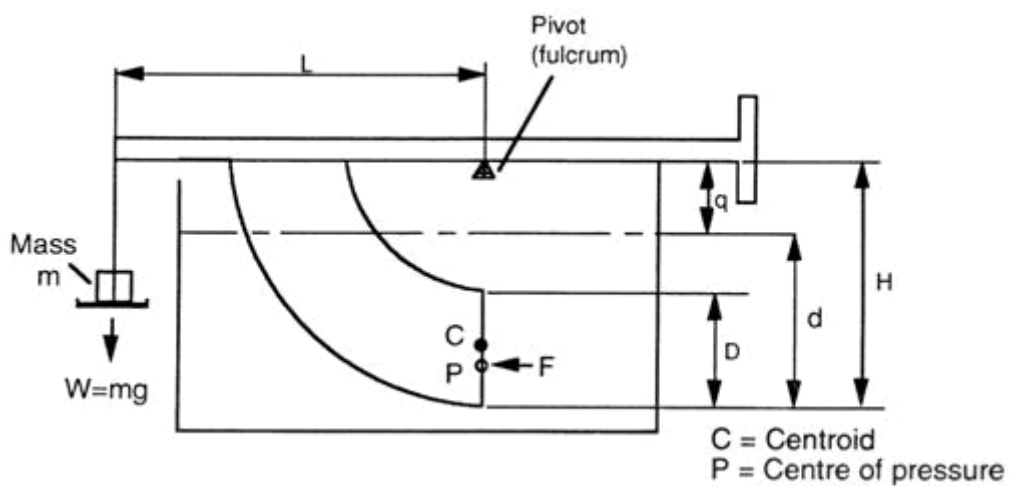 Pivot
(fulcrum)
L
q
Mass
m
H
d
C
D
P
F
W=mg
C = Centroid
P = Centre of pressure